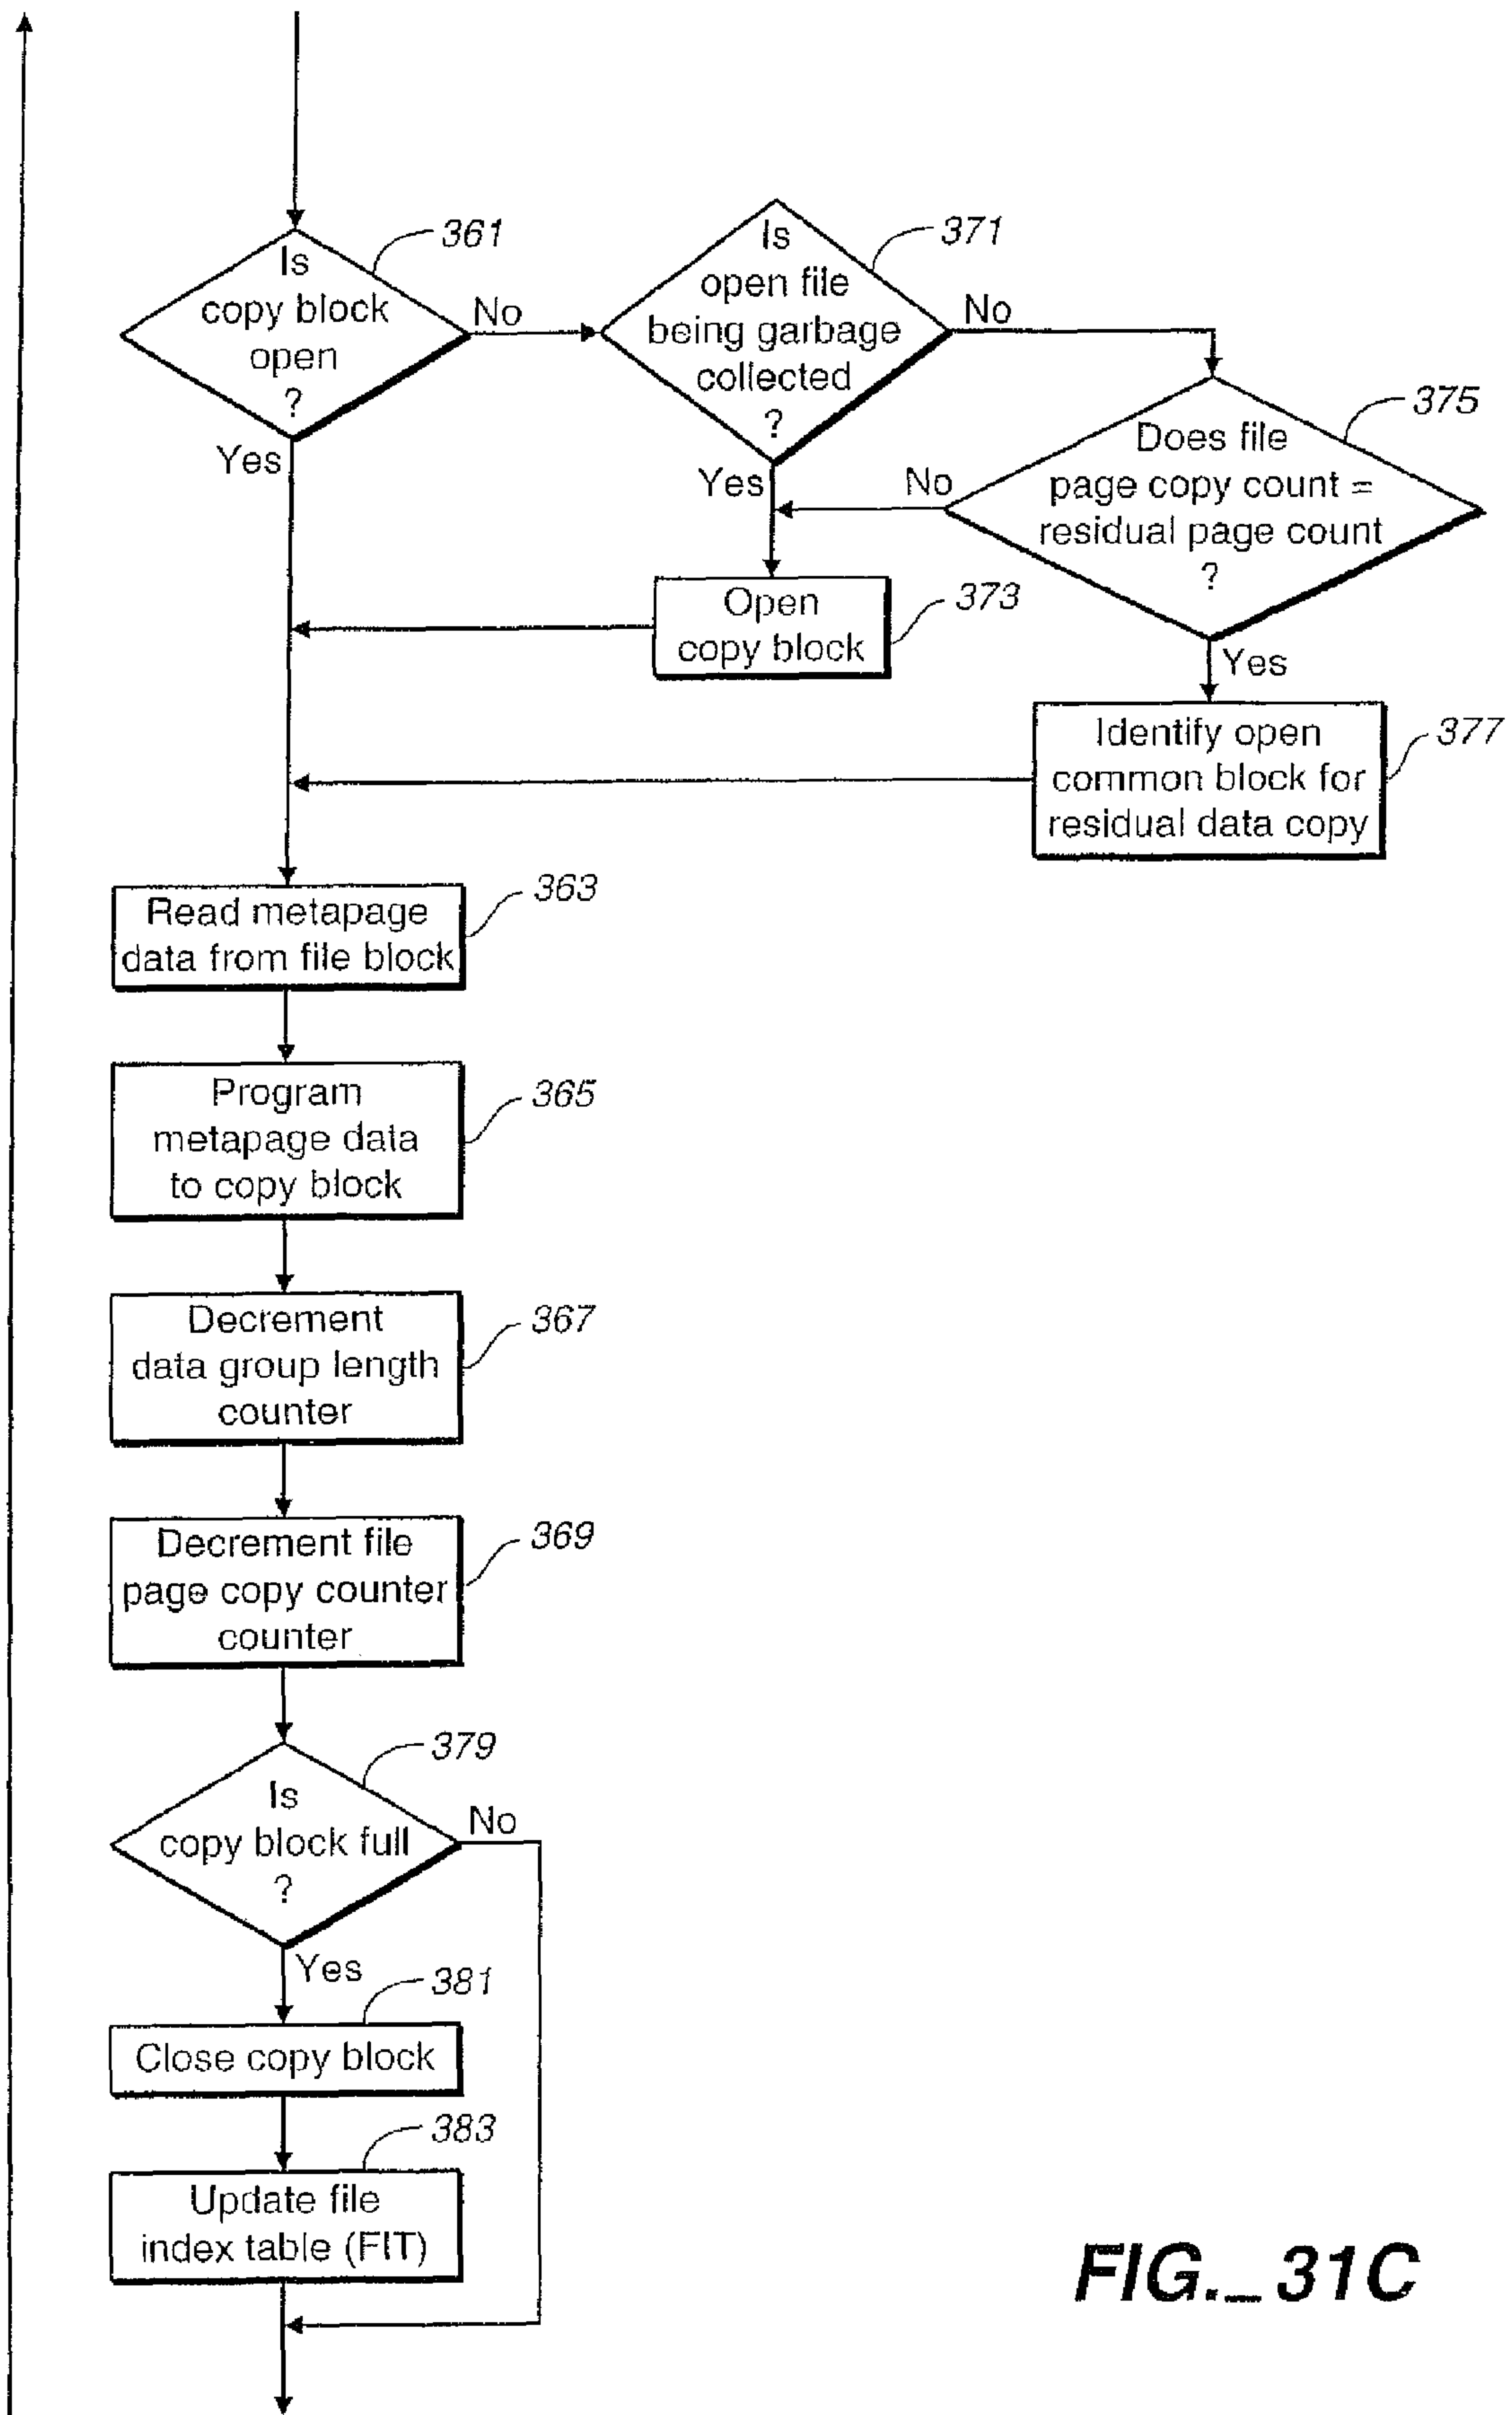 Is
copy block
open
?
361
No
Yes
Is
open file
being garbage
collected
?
371
No
Yes
Does file
page copy count =
residual page count
?
375
No
Yes
Open
copy block
373
Identify open
common block for
residual data copy
377
Read metapage
data from file block
363
Program
metapage data
to copy block
365
Decrement
data group length
counter
367
Decrement file
page copy counter
counter
369
Is
copy block full
?
379
No
Yes
Close copy block
381
Update file
index table (FIT)
383
FIG._31C